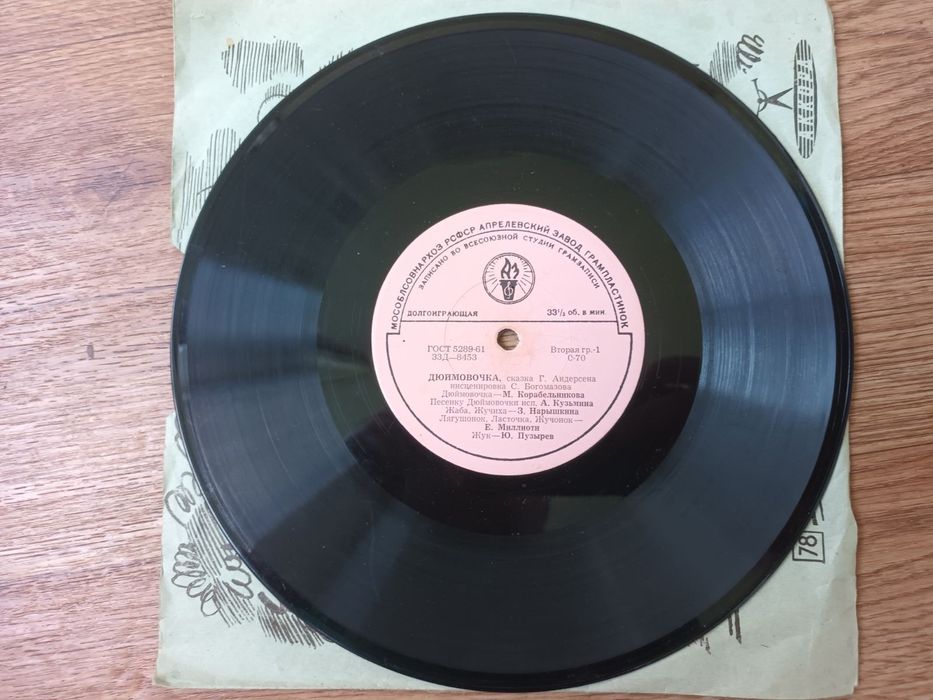 МОСОБЛСОВНАРХОЗ РСФСР АПРЕЛЕВСКИЙ ЗАВОД ГРАМПЛАСТИНОК
ЗАПИСАНО ВО ВСЕСОЮЗНОЙ СТУДИИ ГРАМЗАПИСИ
ДОЛГОИГРАЮЩАЯ 33⅓ об. в мин.
ГОСТ 5289-61 Вторая гр.-1
33Д—8453 С-70
ДЮЙМОВОЧКА, сказка Г. Андерсена
инсценировка С. Богомазова
Дюймовочка—М. Корабельникова
Песенку Дюймовочки исп. А. Кузьмина
Жаба, Жучиха—З. Нарышкина
Лягушонок, Ласточка, Жучонок—
Е. Миллиоти
Жук—Ю. Пузырев
78